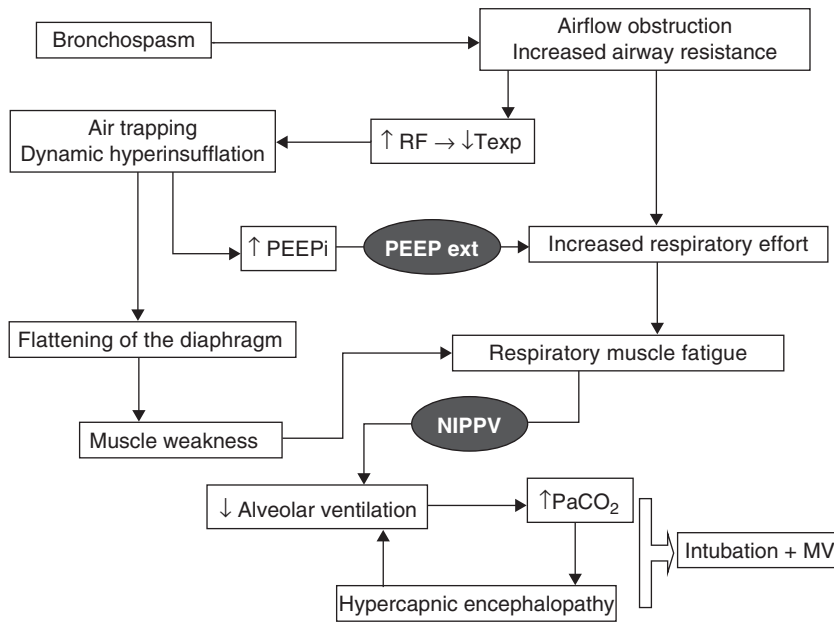 Bronchospasm
Airflow obstruction
Increased airway resistance
Air trapping
Dynamic hyperinsufflation
↑ RF → ↓Texp
↑ PEEPi
PEEP ext
Increased respiratory effort
Flattening of the diaphragm
Respiratory muscle fatigue
Muscle weakness
NIPPV
↓ Alveolar ventilation
↑PaCO₂
Intubation + MV
Hypercapnic encephalopathy